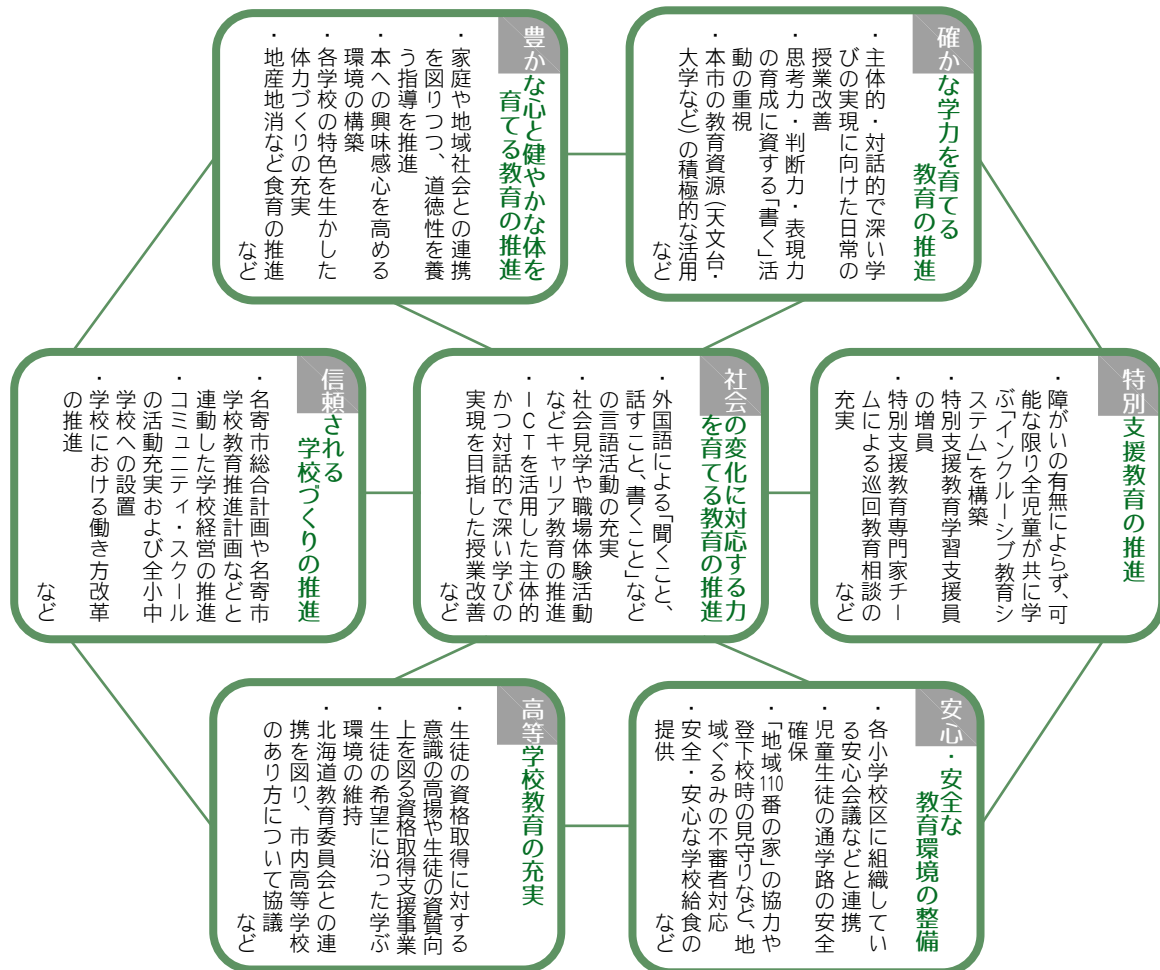 確かな学力を育てる
教育の推進
・主体的・対話的で深い学
びの実現に向けた日常の
授業改善
・思考力・判断力・表現力
の育成に資する「書く」活
動の重視
・本市の教育資源（天文台・
大学など）の積極的な活用
など
豊かな心と健やかな体を
育てる教育の推進
・家庭や地域社会との連携
を図りつつ、道徳性を養
う指導を推進
・本への興味感心を高める
環境の構築
・各学校の特色を生かした
体力づくりの充実
・地産地消など食育の推進
など
特別支援教育の推進
・障がいの有無によらず、可
能な限り全児童が共に学
ぶ「インクルーシブ教育シ
ステム」を構築
・特別支援教育学習支援員
の増員
・特別支援教育専門家チー
ムによる巡回教育相談の
充実
など
社会の変化に対応する力
を育てる教育の推進
・外国語による「聞くこと、
話すこと、書くこと」など
の言語活動の充実
・社会見学や職場体験活動
などキャリア教育の推進
・ＩＣＴを活用した主体的
かつ対話的で深い学びの
実現を目指した授業改善
など
信頼される
学校づくりの推進
・名寄市総合計画や名寄市
学校教育推進計画などと
連動した学校経営の推進
・コミュニティ・スクール
の活動充実および全小中
学校への設置
・学校における働き方改革
の推進
など
安心・安全な
教育環境の整備
・各小学校区に組織してい
る安心会議などと連携
・児童生徒の通学路の安全
確保
・「地域110番の家」の協力や
登下校時の見守りなど、地
域ぐるみの不審者対応
・安全・安心な学校給食の
提供
など
高等学校教育の充実
・生徒の資格取得に対する
意識の高揚や生徒の資質向
上を図る資格取得支援事業
・生徒の希望に沿った学ぶ
環境の維持
・北海道教育委員会との連
携を図り、市内高等学校
のあり方について協議
など